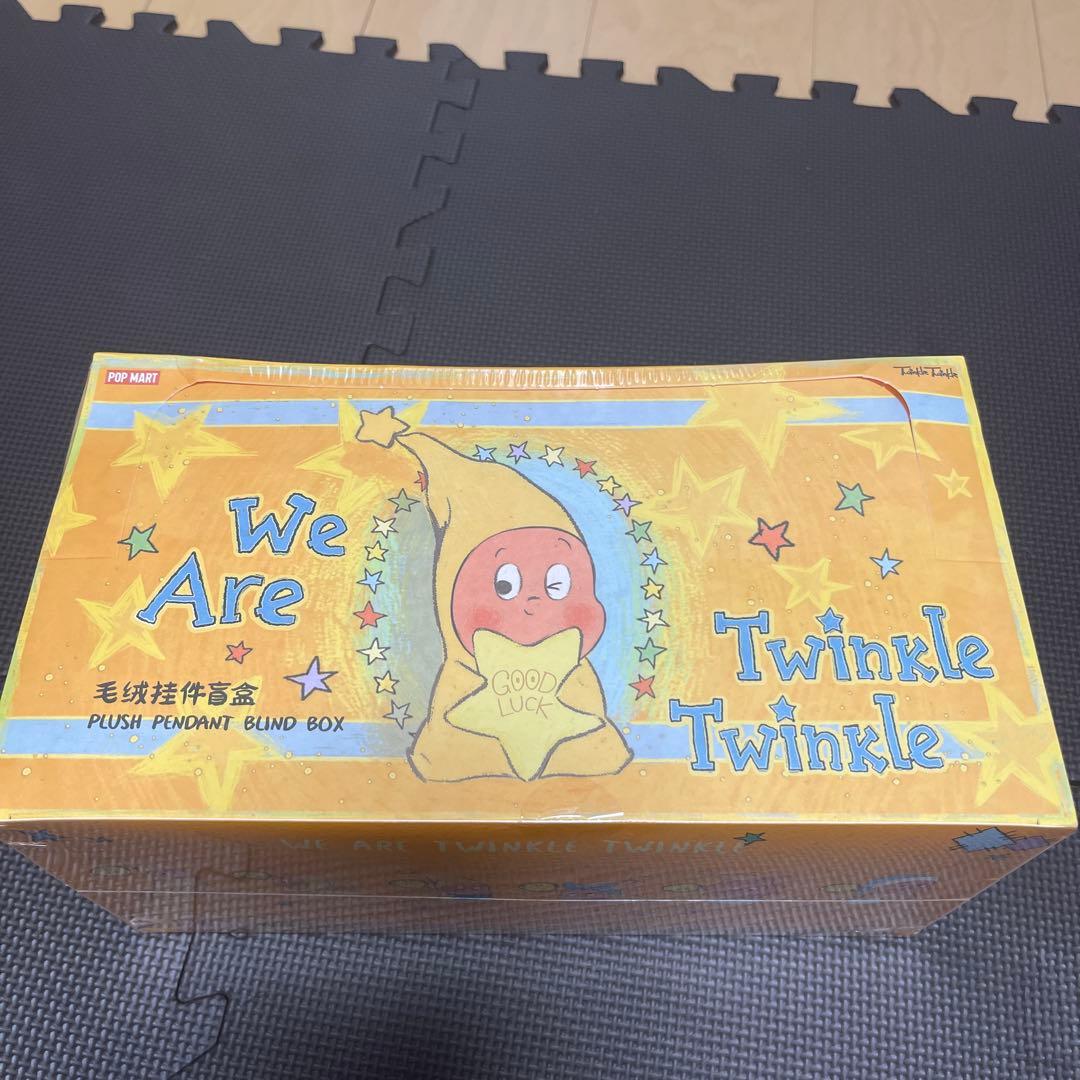 POP MART
Twinkle Twinkle
We
Are
GOOD
LUCK
Twinkle
Twinkle
毛绒挂件盲盒
PLUSH PENDANT BLIND BOX
WE ARE TWINKLE TWINKLE